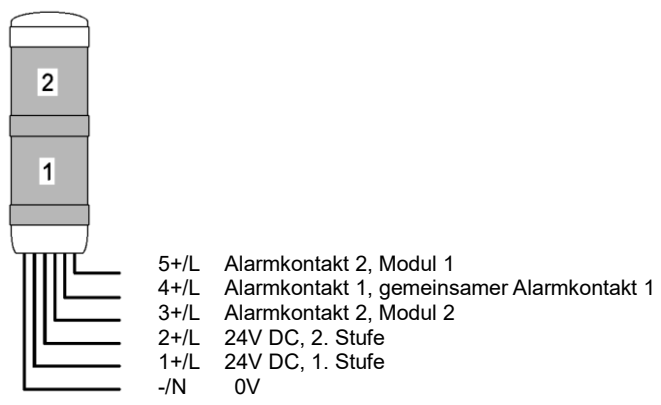 2
1
5+/L Alarmkontakt 2, Modul 1
4+/L Alarmkontakt 1, gemeinsamer Alarmkontakt 1
3+/L Alarmkontakt 2, Modul 2
2+/L 24V DC, 2. Stufe
1+/L 24V DC, 1. Stufe
-/N 0V